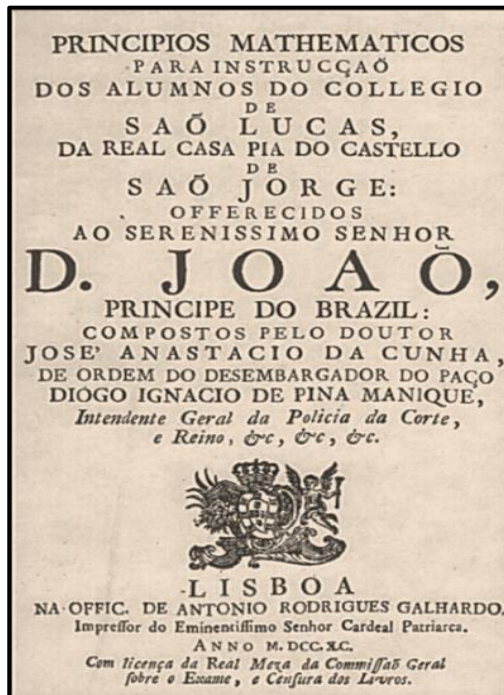 PRINCIPIOS MATHEMATICOS
PARA INSTRUCÇAÕ
DOS ALUMNOS DO COLLEGIO
DE
SAÕ LUCAS,
DA REAL CASA PIA DO CASTELLO
DE
SAÕ JORGE:
OFFERECIDOS
AO SERENISSIMO SENHOR
D. JOAÕ,
PRINCIPE DO BRAZIL:
COMPOSTOS PELO DOUTOR
JOSE' ANASTACIO DA CUNHA,
DE ORDEM DO DESEMBARGADOR DO PAÇO
DIOGO IGNACIO DE PINA MANIQUE,
Intendente Geral da Policia da Corte,
e Reino, &c, &c, &c.
LISBOA
NA OFFIC. DE ANTONIO RODRIGUES GALHARDO.
Impreſſor do Eminentiſſimo Senhor Cardeal Patriarca.
ANNO M. DCC. XC.
Com licença da Real Meza da Commiſſaõ Geral
ſobre o Exame, e Cenſura dos Livros.